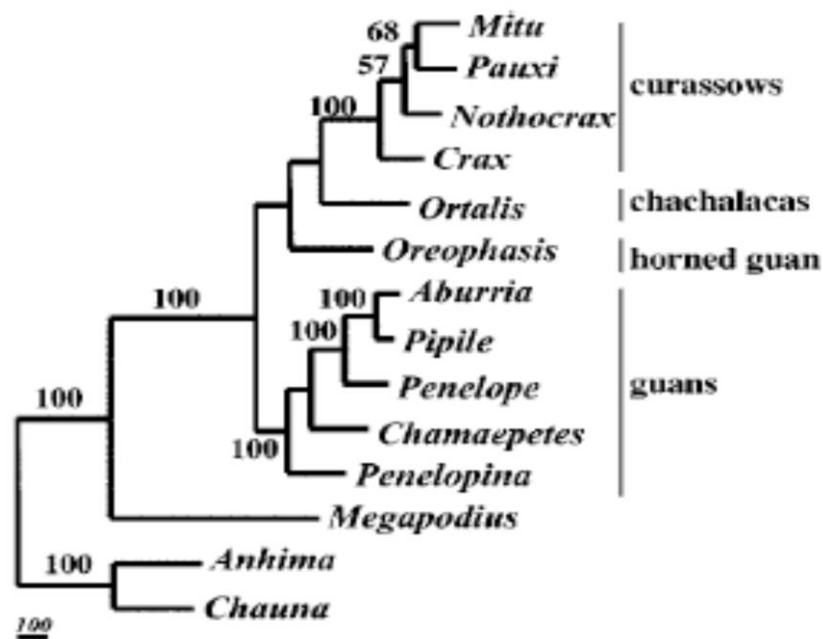 68
Mitu
57
Pauxi
curassows
100
Nothocrax
Crax
Ortalis
chachalacas
Oreophasis
horned guan
100
100
Aburria
100
Pipile
Penelope
guans
100
Chamaepetes
100
Penelopina
Megapodius
100
Anhima
Chauna
100